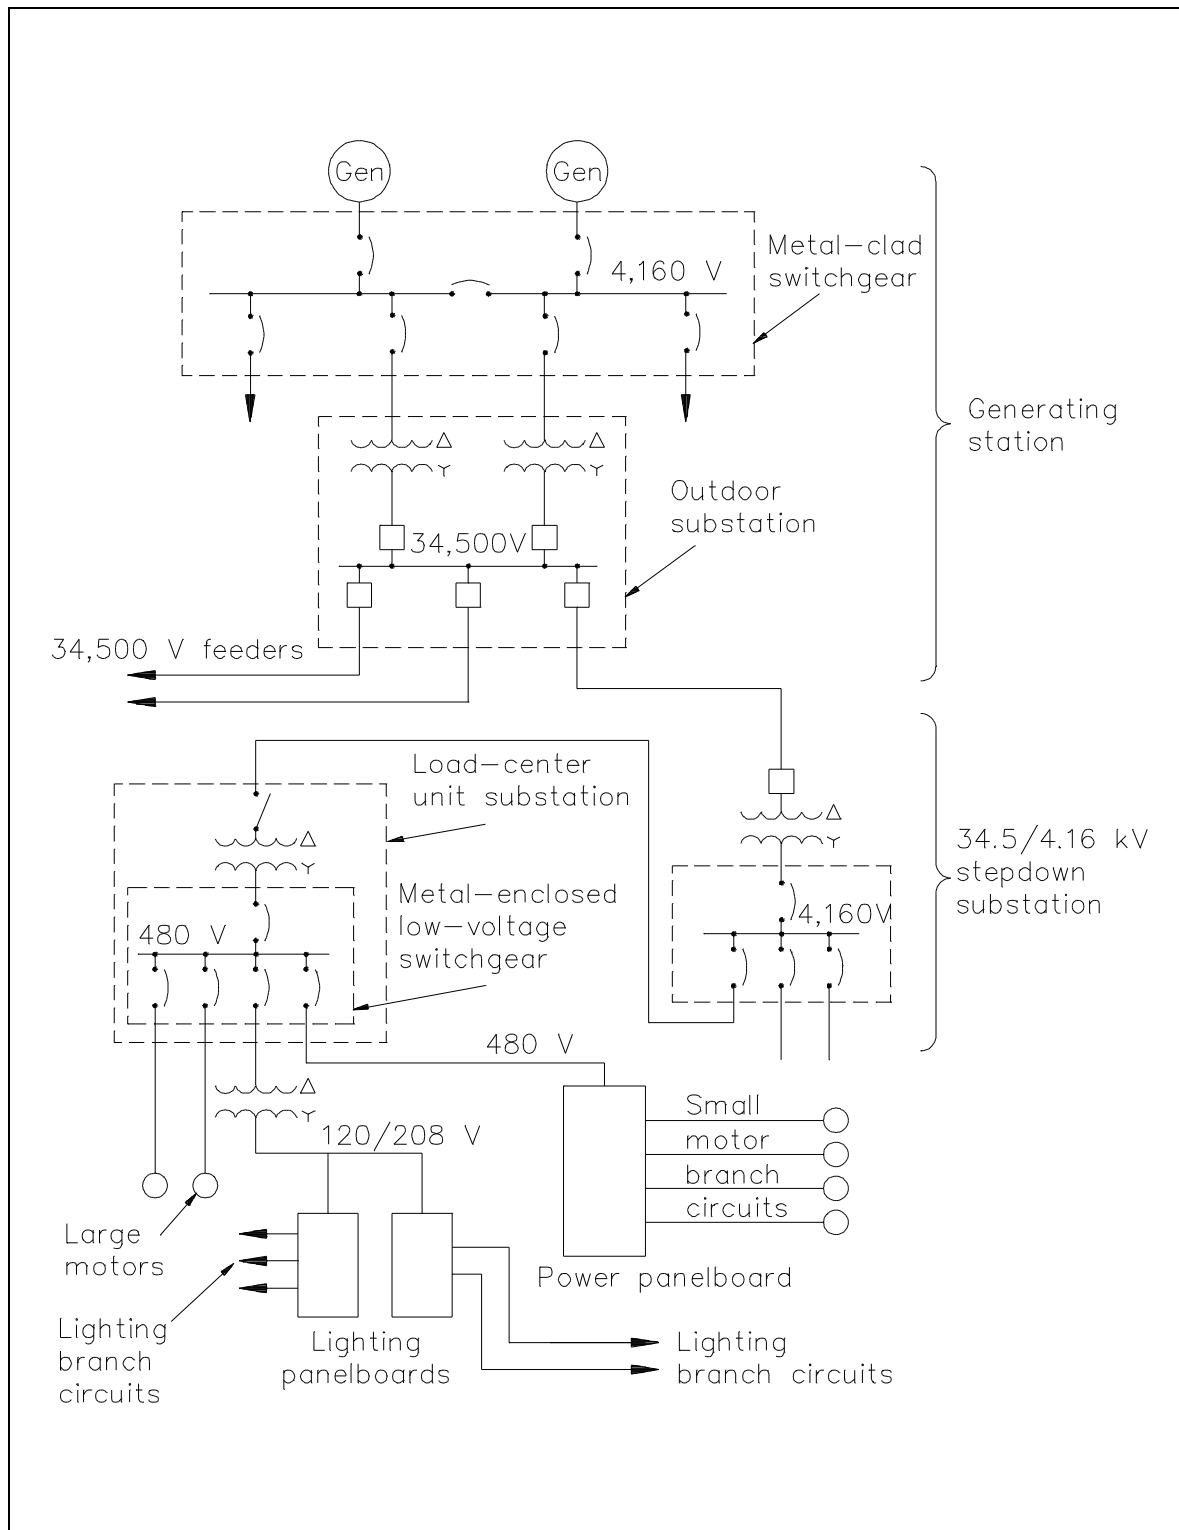 Gen
Gen
Metal-clad
switchgear
4,160 V
Generating
station
Outdoor
substation
34,500V
34,500 V feeders
Load-center
unit substation
34.5/4.16 kV
stepdown
substation
Metal-enclosed
low-voltage
switchgear
4,160V
480 V
480 V
Small
motor
branch
circuits
120/208 V
Large
motors
Power panelboard
Lighting
branch
circuits
Lighting
panelboards
Lighting
branch circuits